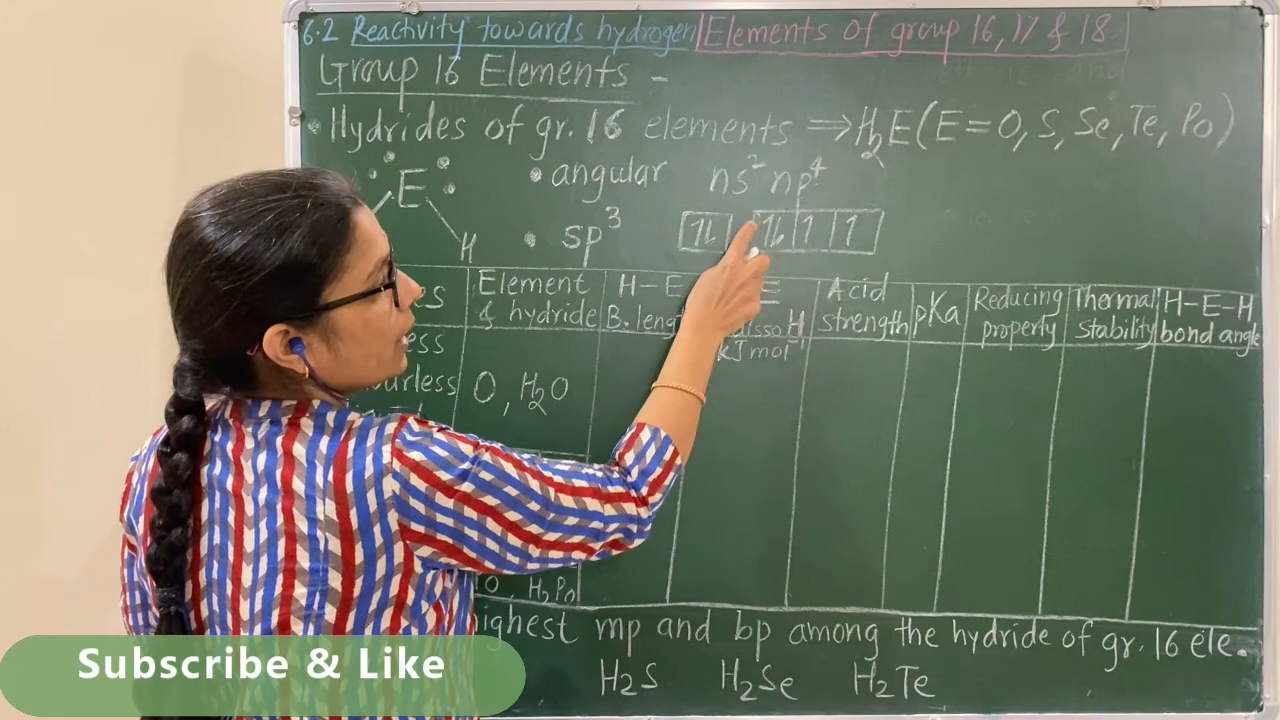 6.2 Reactivity towards hydrogen Elements of group 16, 17 & 18
Group 16 Elements -
• Hydrides of gr. 16 elements ⇒ H₂E (E = O, S, Se, Te, Po)
E
H
• angular
ns² np⁴
• sp³
⥮ ⥮ ↿ ↿
Element & hydride
H-E
Acid strength
pKa
Reducing property
Thermal stability
H-E-H bond angle
kJ mol⁻¹
O, H₂O
H₂Po
highest mp and bp among the hydride of gr. 16 ele.
H₂S H₂Se H₂Te
Subscribe & Like